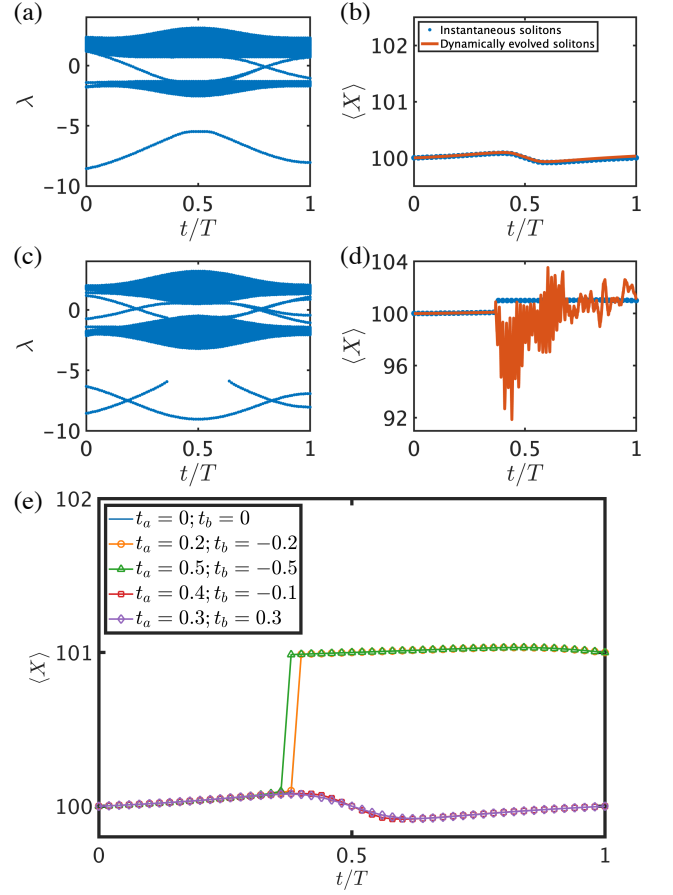 (a)
0
−5
−10
λ
0
0.5
1
t/T
(b)
Instantaneous solitons
Dynamically evolved solitons
102
101
100
⟨X⟩
0
0.5
1
t/T
(c)
0
−5
−10
λ
0
0.5
1
t/T
(d)
104
100
96
92
⟨X⟩
0
0.5
1
t/T
(e)
102
101
100
⟨X⟩
t_a = 0; t_b = 0
t_a = 0.2; t_b = −0.2
t_a = 0.5; t_b = −0.5
t_a = 0.4; t_b = −0.1
t_a = 0.3; t_b = 0.3
0
0.5
1
t/T